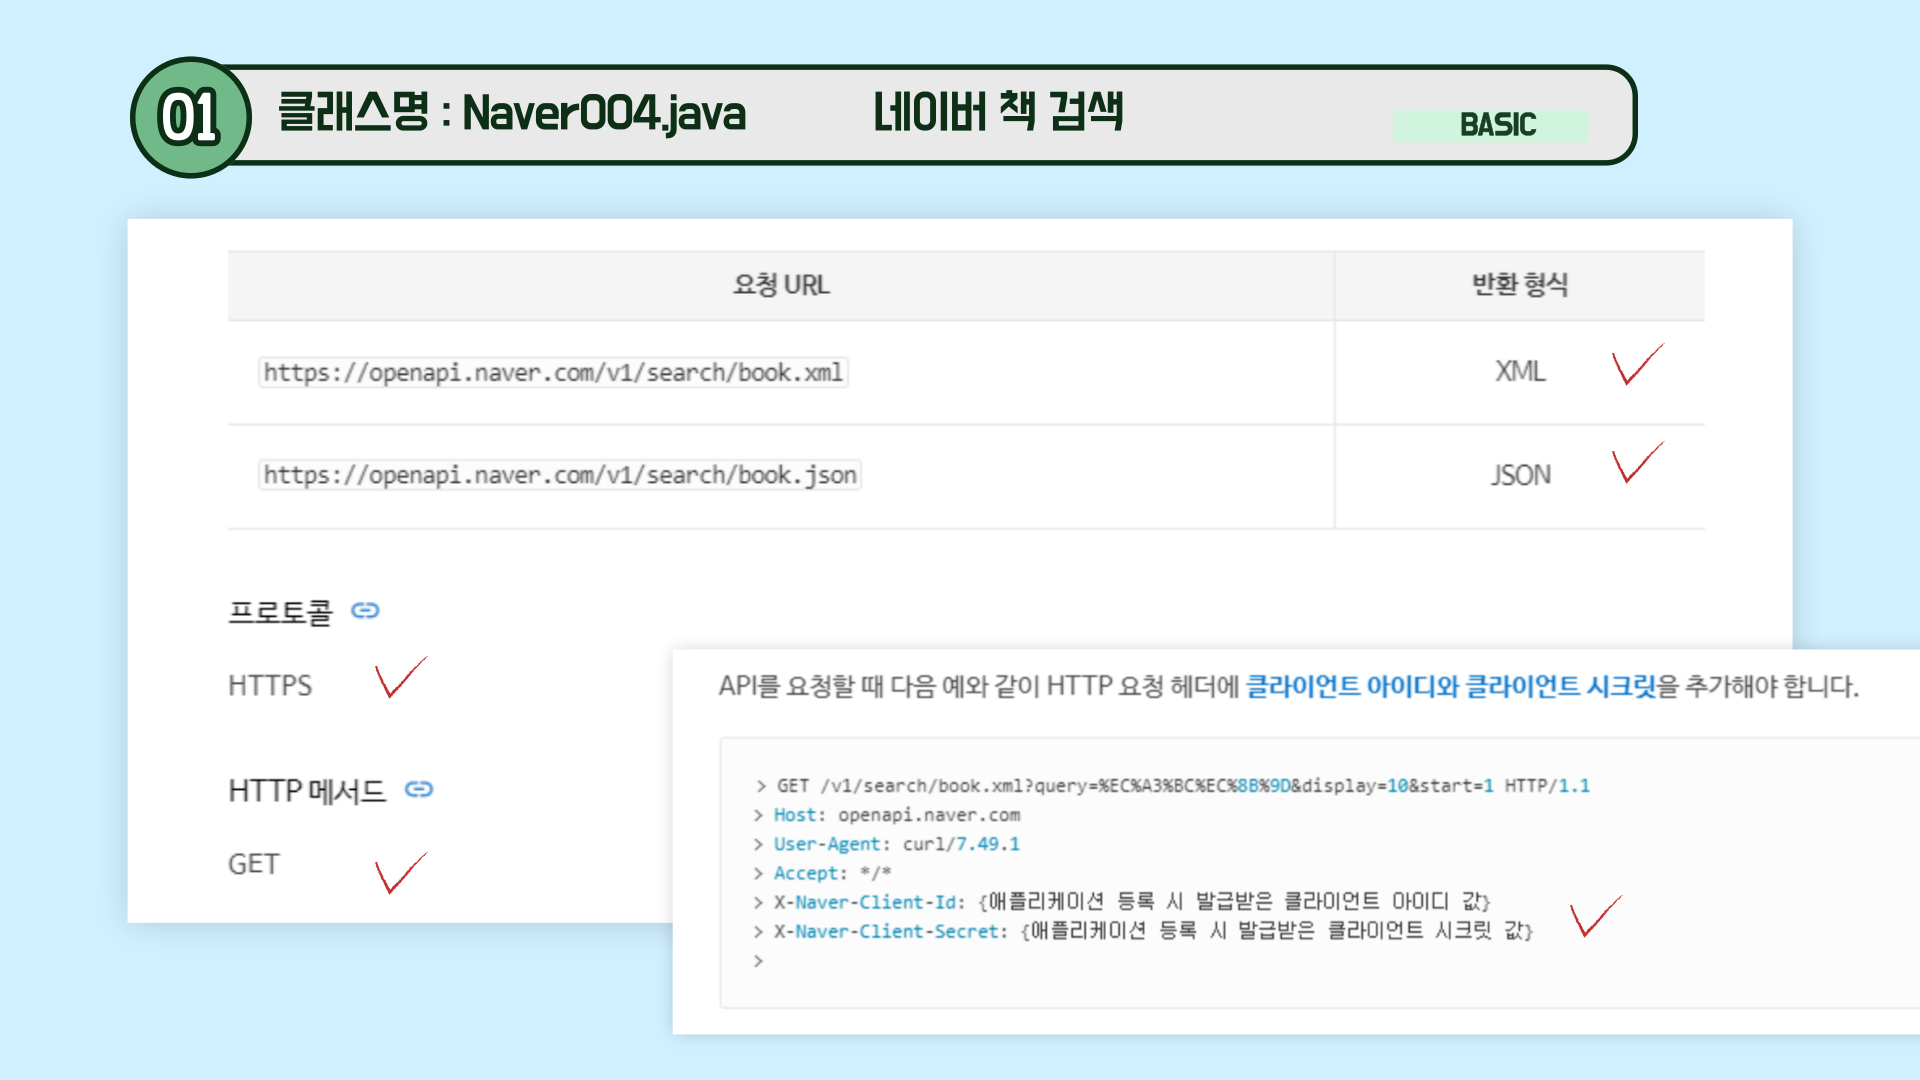 01
클래스명 : Naver004.java 네이버 책 검색 BASIC
요청 URL 반환 형식
https://openapi.naver.com/v1/search/book.xml XML
https://openapi.naver.com/v1/search/book.json JSON
프로토콜
HTTPS
HTTP 메서드
GET
API를 요청할 때 다음 예와 같이 HTTP 요청 헤더에 클라이언트 아이디와 클라이언트 시크릿을 추가해야 합니다.
> GET /v1/search/book.xml?query=%EC%A3%BC%EC%8B%9D&display=10&start=1 HTTP/1.1
> Host: openapi.naver.com
> User-Agent: curl/7.49.1
> Accept: */*
> X-Naver-Client-Id: {애플리케이션 등록 시 발급받은 클라이언트 아이디 값}
> X-Naver-Client-Secret: {애플리케이션 등록 시 발급받은 클라이언트 시크릿 값}
>